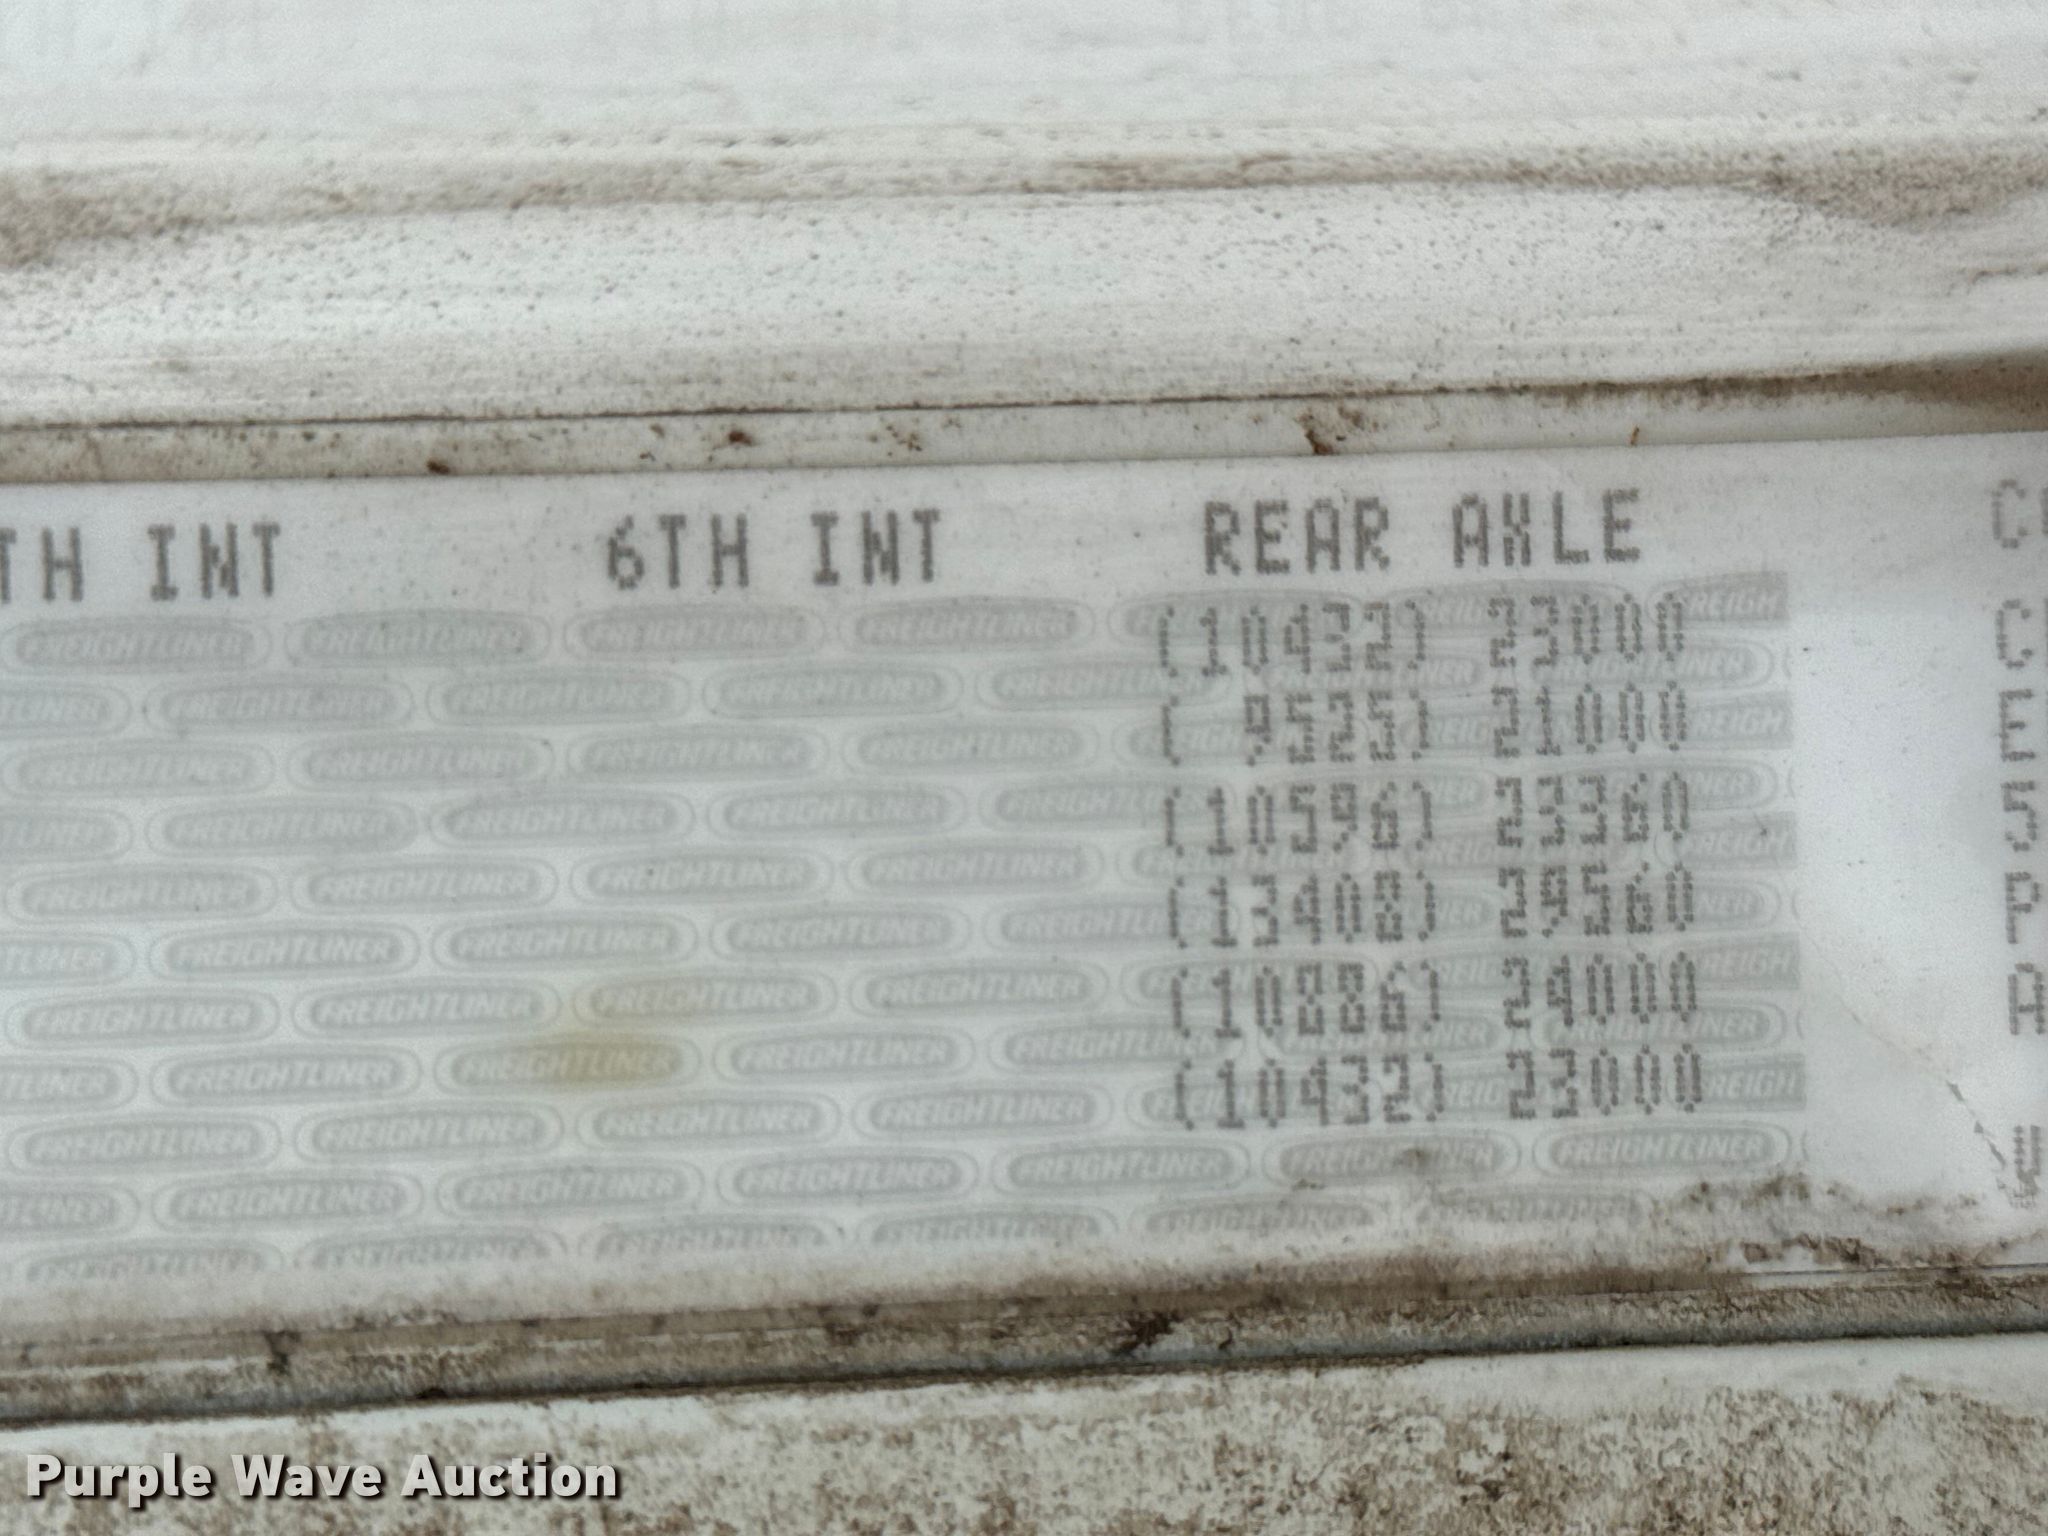 TH INT 6TH INT REAR AXLE
(10432) 23000
( 9525) 21000
(10596) 23360
(13408) 29560
(10886) 24000
(10432) 23000
FREIGHTLINER
Purple Wave Auction